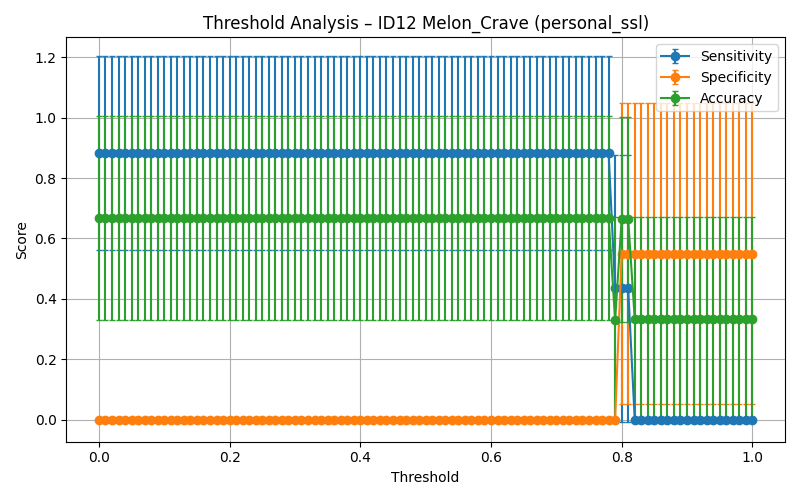 Threshold Analysis – ID12 Melon_Crave (personal_ssl)
Sensitivity
Specificity
Accuracy
Score
1.2
1.0
0.8
0.6
0.4
0.2
0.0
0.0 0.2 0.4 0.6 0.8 1.0
Threshold